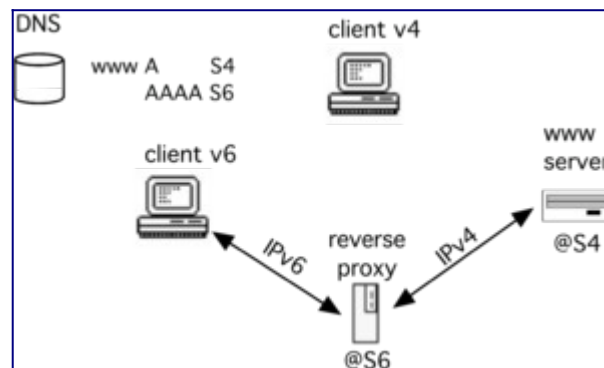 DNS
www A S4
AAAA S6
client v4
client v6
www
server
IPv6
reverse
proxy
IPv4
@S4
@S6